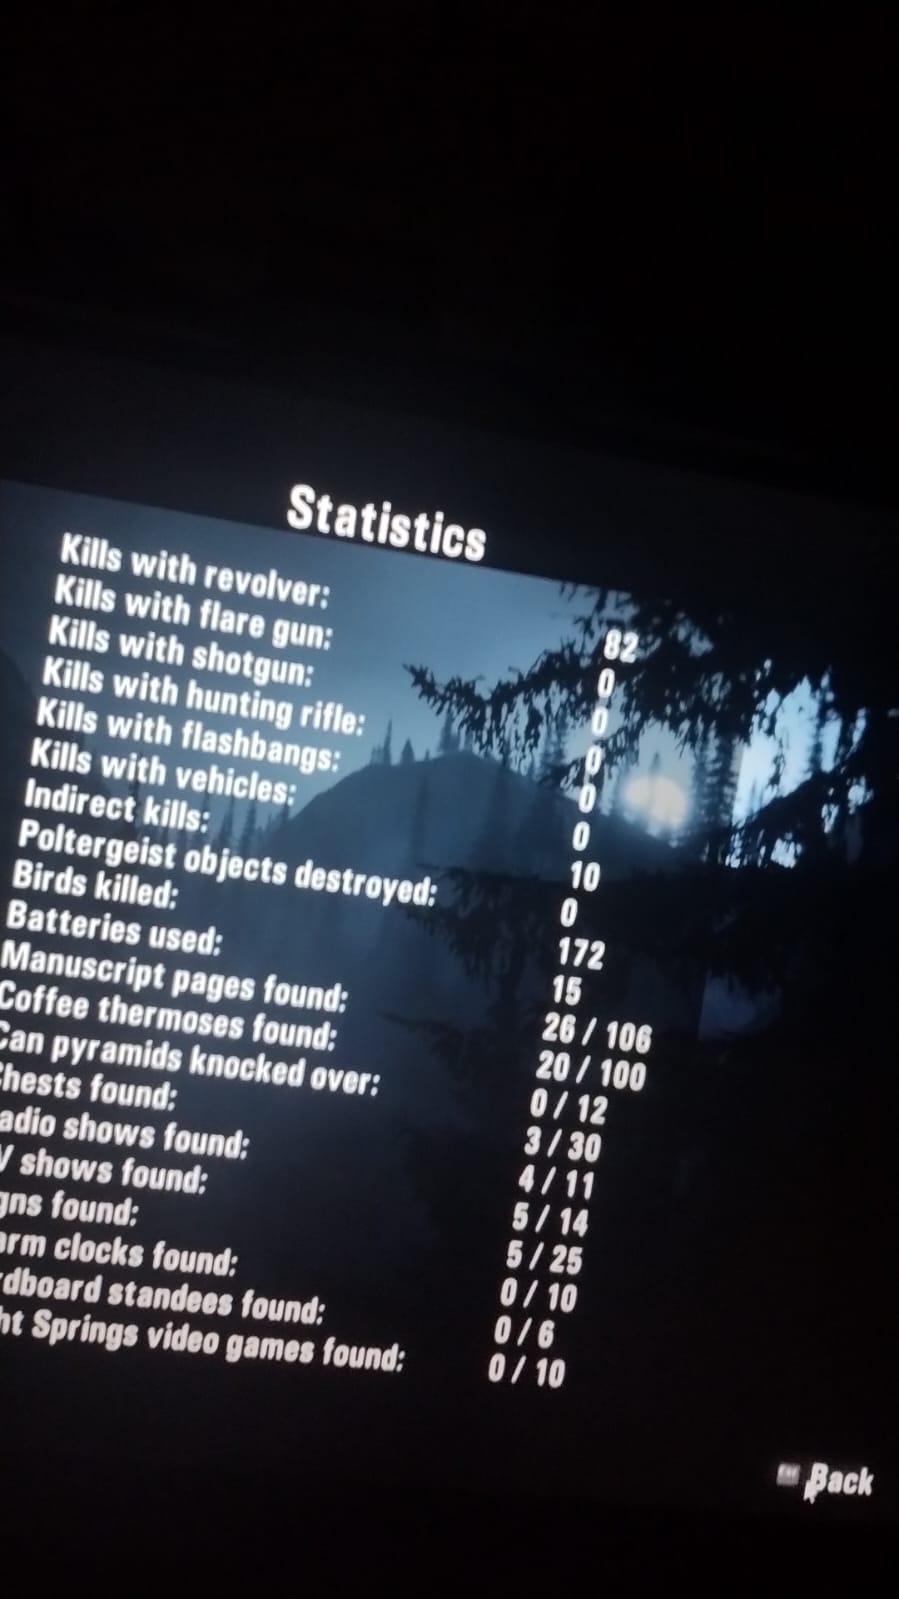 Statistics
Kills with revolver: 82
Kills with flare gun: 0
Kills with shotgun: 0
Kills with hunting rifle: 0
Kills with flashbangs: 0
Kills with vehicles: 0
Indirect kills: 10
Poltergeist objects destroyed: 0
Birds killed: 172
Batteries used: 15
Manuscript pages found: 26 / 106
Coffee thermoses found: 20 / 100
Can pyramids knocked over: 0 / 12
Chests found: 3 / 30
adio shows found: 4 / 11
V shows found: 5 / 14
gns found: 5 / 25
arm clocks found: 0 / 10
rdboard standees found: 0 / 6
ht Springs video games found: 0 / 10
Back